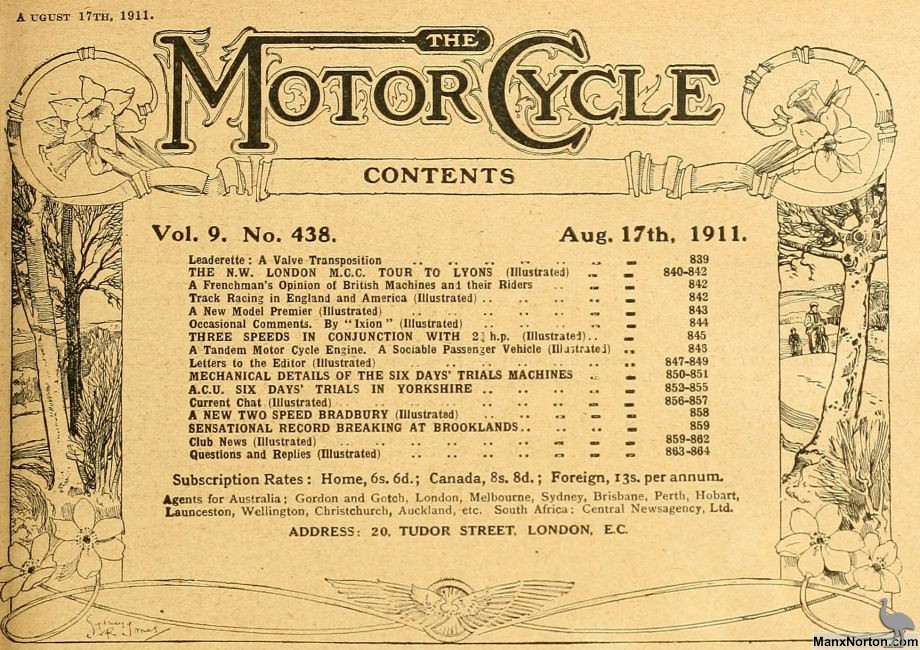 AUGUST 17TH, 1911.
THE
MOTOR CYCLE
CONTENTS
Vol. 9. No. 438. Aug. 17th, 1911.
Leaderette : A Valve Transposition .. .. .. .. .. .. 839
THE N.W. LONDON M.C.C. TOUR TO LYONS (Illustrated) .. .. 840-842
A Frenchman's Opinion of British Machines and their Riders .. .. .. 842
Track Racing in England and America (Illustrated) .. .. .. .. .. 842
A New Model Premier (Illustrated) .. .. .. .. .. .. 843
Occasional Comments. By "Ixion" (Illustrated) .. .. .. .. .. 844
THREE SPEEDS IN CONJUNCTION WITH 2¾ h.p. (Illustrated) .. .. 845
A Tandem Motor Cycle Engine. A Sociable Passenger Vehicle (Illustrated) .. 846
Letters to the Editor (Illustrated) .. .. .. .. .. .. 847-849
MECHANICAL DETAILS OF THE SIX DAYS' TRIALS MACHINES .. .. 850-851
A.C.U. SIX DAYS' TRIALS IN YORKSHIRE .. .. .. .. .. 852-855
Current Chat (Illustrated) .. .. .. .. .. .. .. 856-857
A NEW TWO SPEED BRADBURY (Illustrated) .. .. .. .. .. 858
SENSATIONAL RECORD BREAKING AT BROOKLANDS .. .. .. .. 859
Club News (Illustrated) .. .. .. .. .. .. .. 859-862
Questions and Replies (Illustrated) .. .. .. .. .. .. 863-864
Subscription Rates : Home, 6s. 6d. ; Canada, 8s. 8d. ; Foreign, 13s. per annum.
Agents for Australia ; Gordon and Gotch, London, Melbourne, Sydney, Brisbane, Perth, Hobart,
Launceston, Wellington, Christchurch, Auckland, etc. South Africa : Central Newsagency, Ltd.
ADDRESS: 20, TUDOR STREET, LONDON, E.C.
Sydney
R. Jones
ManxNorton.com